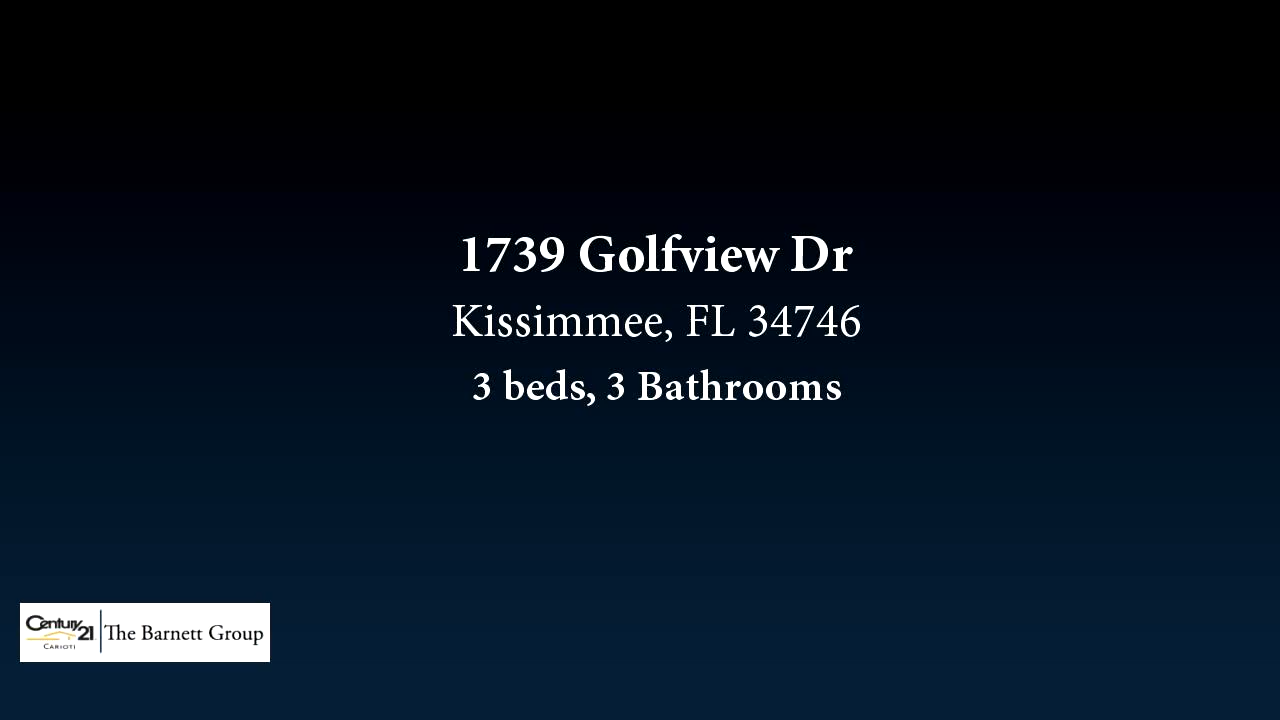 1739 Golfview Dr
Kissimmee, FL 34746
3 beds, 3 Bathrooms
Century 21
CARIOTI
The Barnett Group